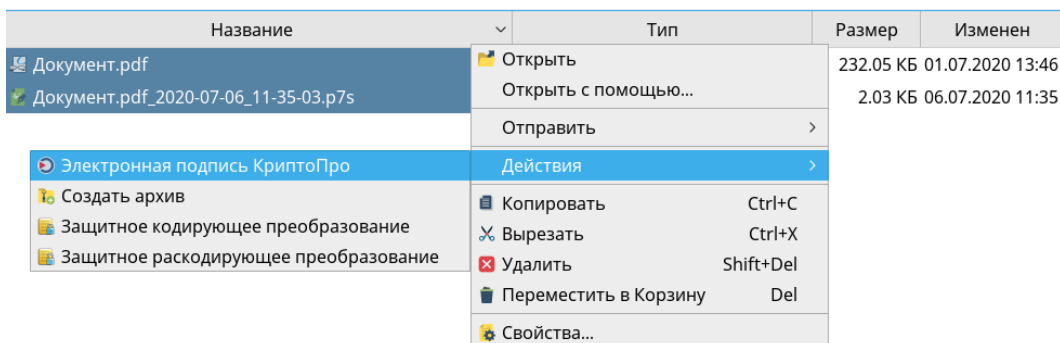 Название Тип Размер Изменен
Документ.pdf Открыть 232.05 КБ 01.07.2020 13:46
Открыть с помощью...
Документ.pdf_2020-07-06_11-35-03.p7s 2.03 КБ 06.07.2020 11:35
Отправить
Электронная подпись КриптоПро Действия
Создать архив Копировать Ctrl+C
Защитное кодирующее преобразование Вырезать Ctrl+X
Защитное раскодирующее преобразование Удалить Shift+Del
Переместить в Корзину Del
Свойства...